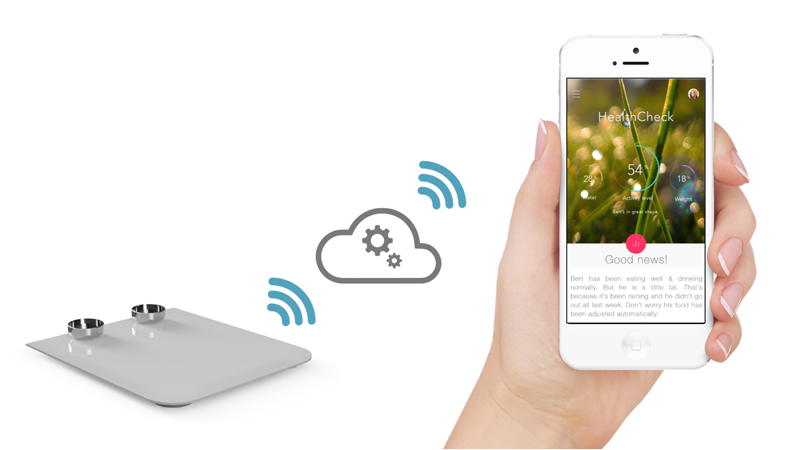 HealthCheck
54%
28%
18%
Water
Activity level
Weight
Bert's in great shape
Good news!
Bert has been eating well & drinking
normally. But he is a little fat. That's
because it's been raining and he didn't go
out all last week. Don't worry his food has
been adjusted automatically.